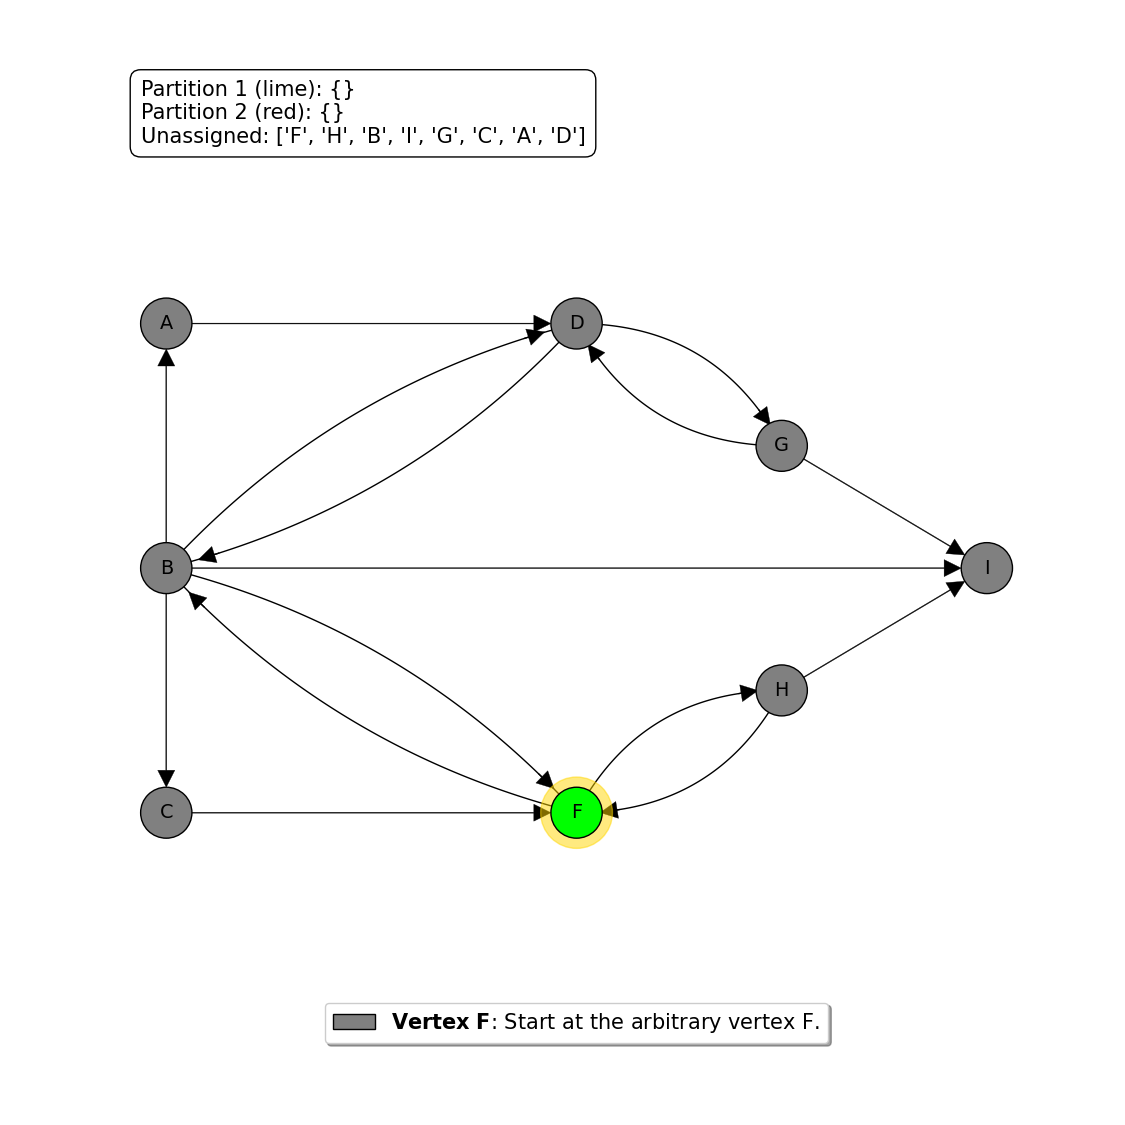 Partition 1 (lime): {}
Partition 2 (red): {}
Unassigned: ['F', 'H', 'B', 'I', 'G', 'C', 'A', 'D']
A
D
G
B
I
H
C
F
Vertex F: Start at the arbitrary vertex F.